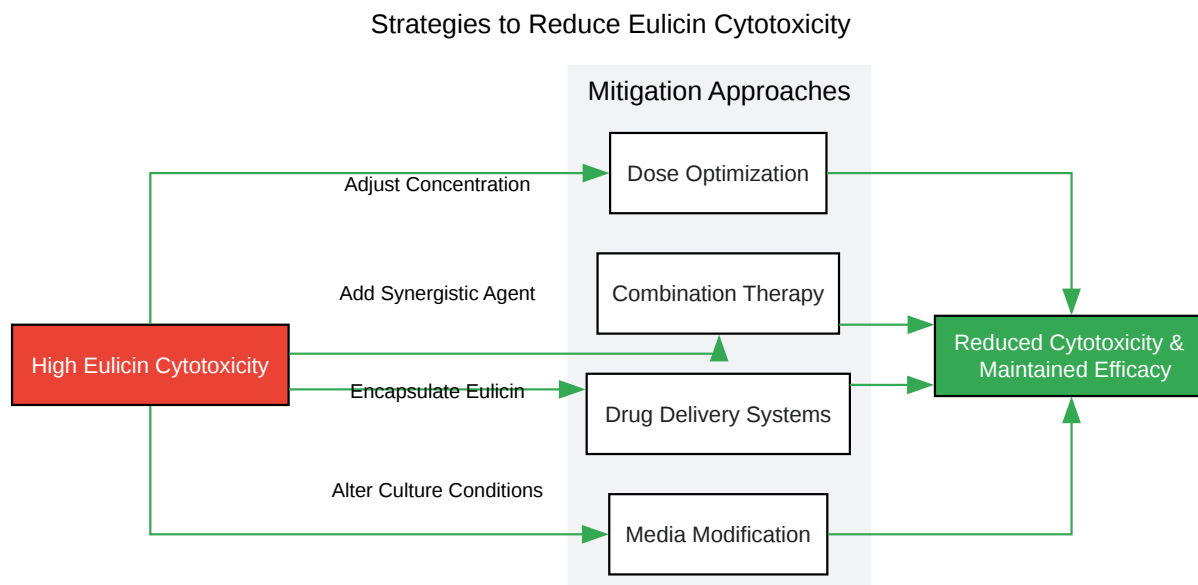 Strategies to Reduce Eulicin Cytotoxicity
Mitigation Approaches
Adjust Concentration
Dose Optimization
Add Synergistic Agent
Combination Therapy
High Eulicin Cytotoxicity
Reduced Cytotoxicity &
Maintained Efficacy
Encapsulate Eulicin
Drug Delivery Systems
Alter Culture Conditions
Media Modification